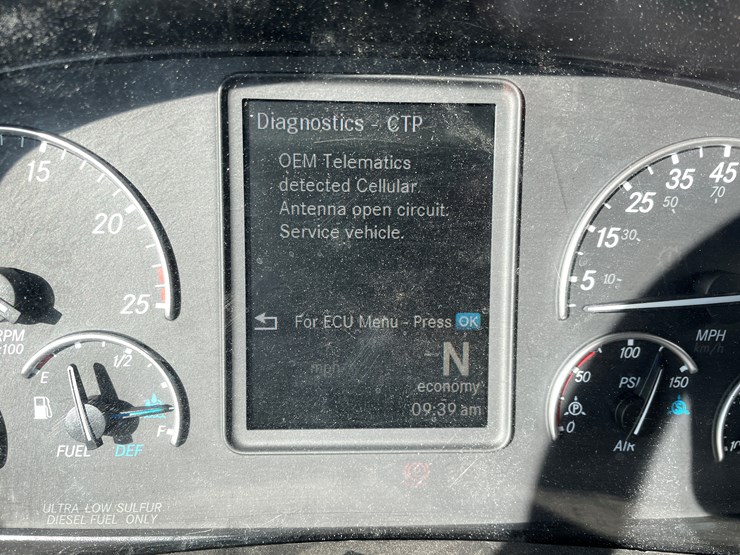 Diagnostics - CTP
OEM Telematics
detected Cellular
Antenna open circuit.
Service vehicle.
For ECU Menu - Press OK
mph
N
economy
09:39 am
15
20
25
RPM
x100
E
1/2
F
FUEL
DEF
ULTRA LOW SULFUR
DIESEL FUEL ONLY
5
15
25
35
45
10
30
50
70
MPH
km/h
0
50
100
150
PSI
P
AIR